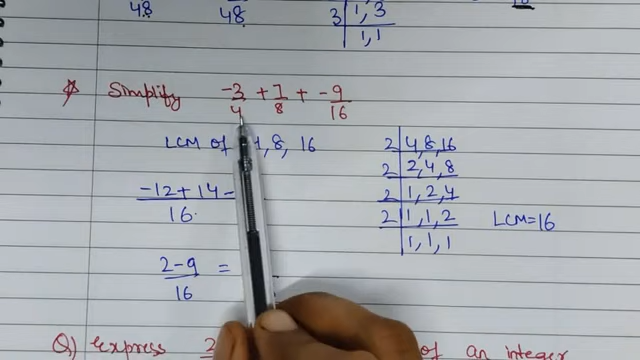 48 48 3 | 1, 3
1, 1
Simplify -3/4 + 7/8 + -9/16
LCM of 4, 8, 16
2 | 4, 8, 16
2 | 2, 4, 8
-12 + 14 - /16
2 | 1, 2, 4
2 | 1, 1, 2 LCM = 16
1, 1, 1
2-9/16 =
Q) express of an integer